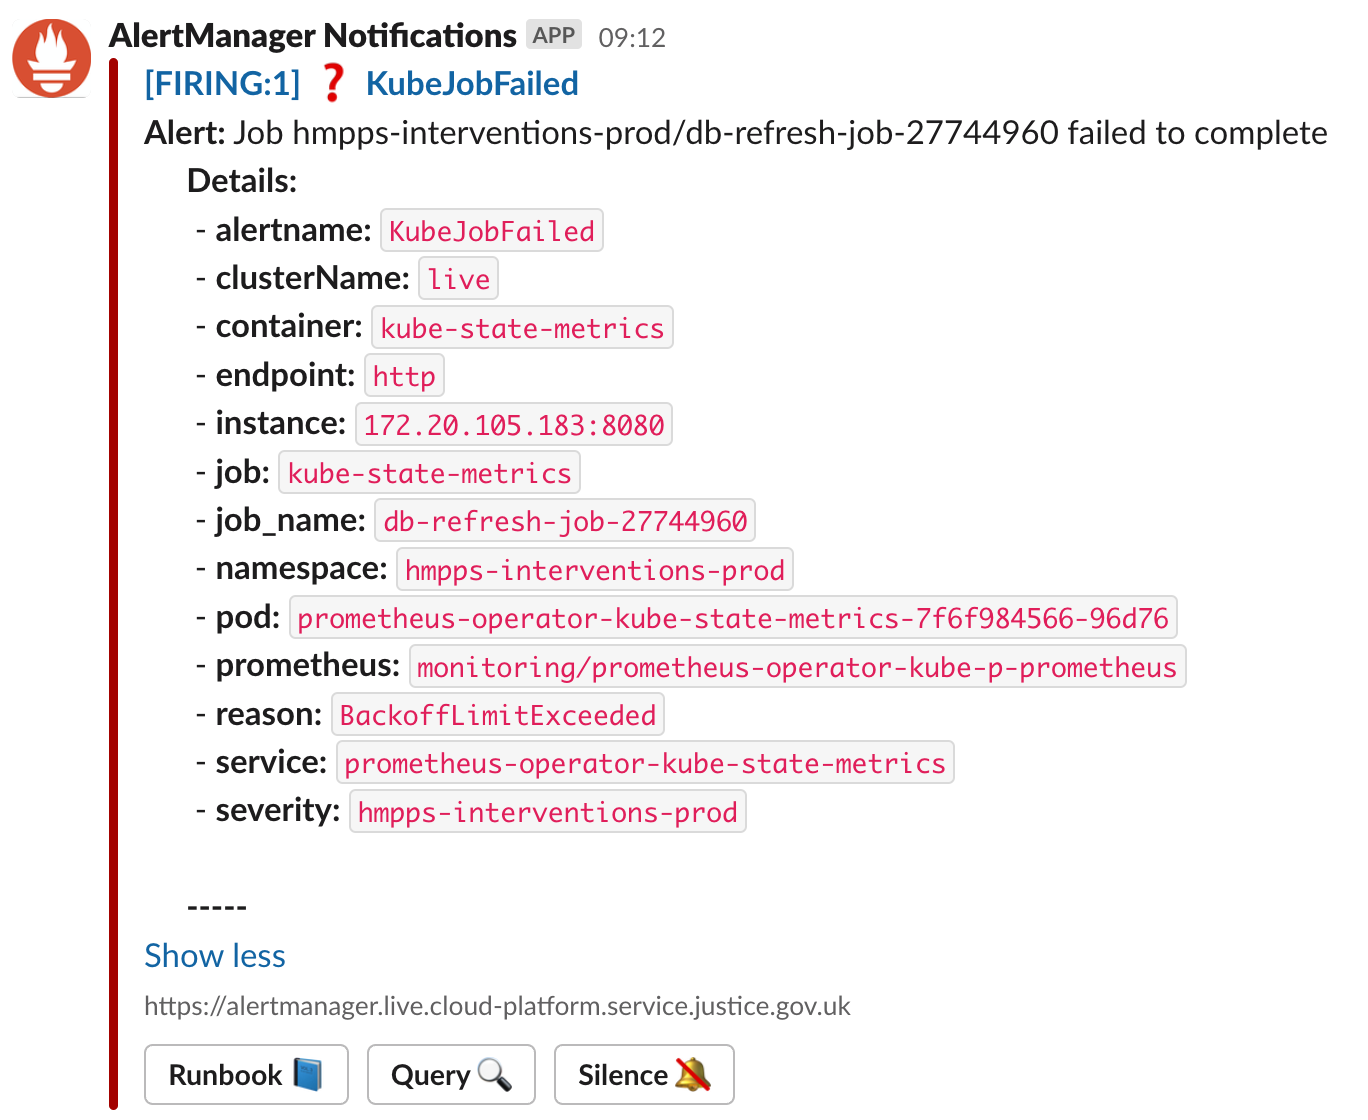 AlertManager Notifications APP 09:12
[FIRING:1] ❓ KubeJobFailed
Alert: Job hmpps-interventions-prod/db-refresh-job-27744960 failed to complete
Details:
- alertname: KubeJobFailed
- clusterName: live
- container: kube-state-metrics
- endpoint: http
- instance: 172.20.105.183:8080
- job: kube-state-metrics
- job_name: db-refresh-job-27744960
- namespace: hmpps-interventions-prod
- pod: prometheus-operator-kube-state-metrics-7f6f984566-96d76
- prometheus: monitoring/prometheus-operator-kube-p-prometheus
- reason: BackoffLimitExceeded
- service: prometheus-operator-kube-state-metrics
- severity: hmpps-interventions-prod
-----
Show less
https://alertmanager.live.cloud-platform.service.justice.gov.uk
Runbook 📘 Query 🔍 Silence 🔕